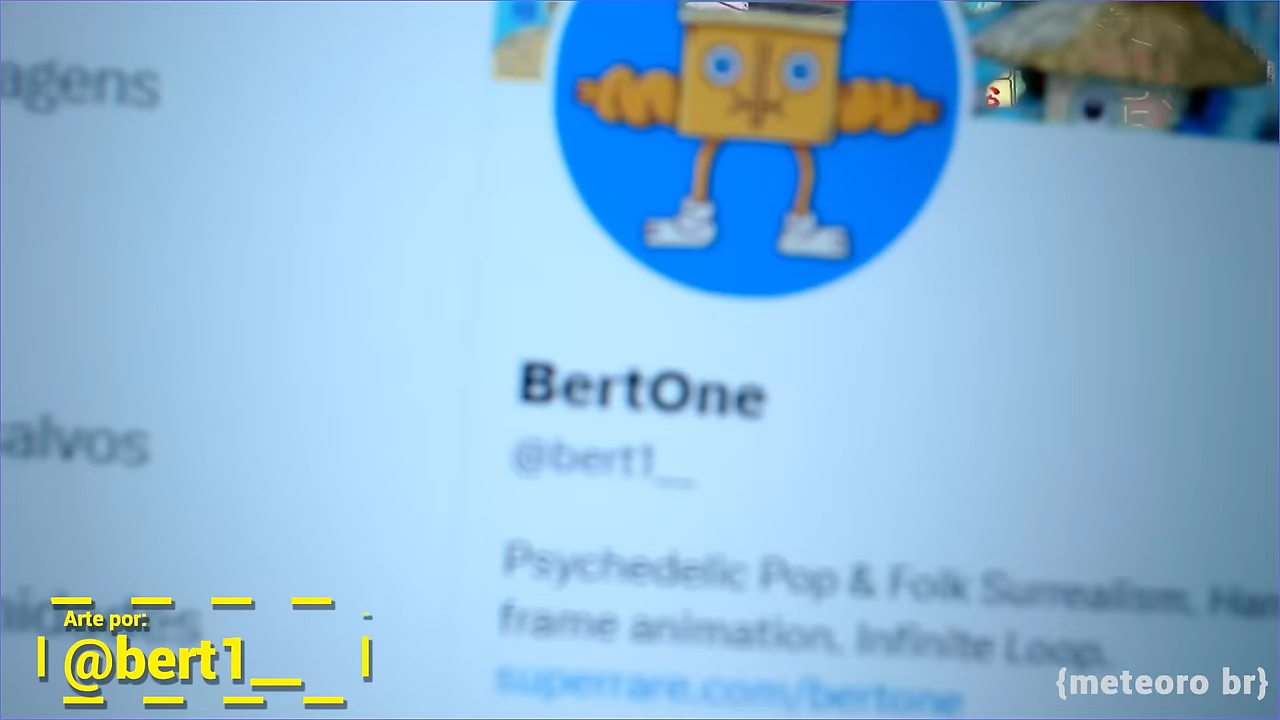 agens
BertOne
@bert1__
salvos
Psychedelic Pop & Folk Surrealism.
frame animation. Infinite Loop.
superrare.com/bertone
Arte por:
@bert1__
{meteoro br}